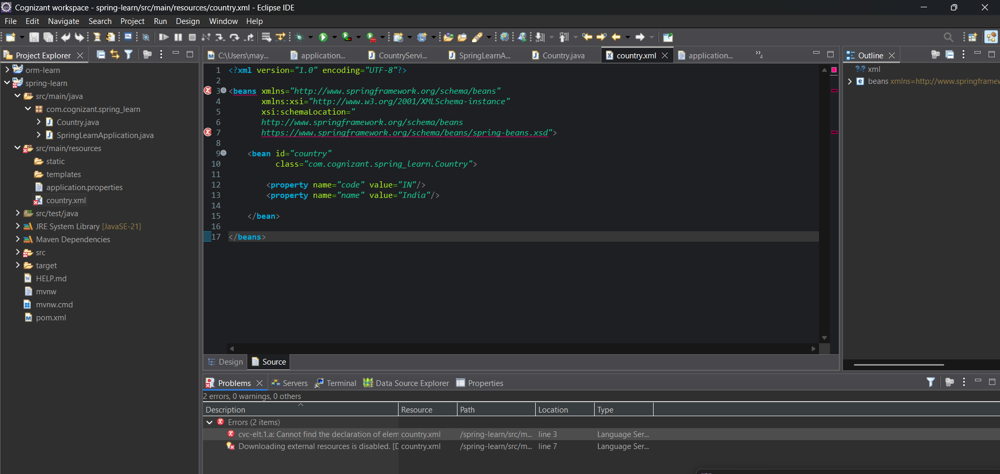 Cognizant workspace - spring-learn/src/main/resources/country.xml - Eclipse IDE
File Edit Navigate Search Project Run Design Window Help
Project Explorer
orm-learn
spring-learn
src/main/java
com.cognizant.spring_learn
Country.java
SpringLearnApplication.java
src/main/resources
static
templates
application.properties
country.xml
src/test/java
JRE System Library [JavaSE-21]
Maven Dependencies
src
target
HELP.md
mvnw
mvnw.cmd
pom.xml
C:\Users\may... application... CountryServi... SpringLearnA... Country.java country.xml application... »4
1 <?xml version="1.0" encoding="UTF-8"?>
2
3 <beans xmlns="http://www.springframework.org/schema/beans"
4 xmlns:xsi="http://www.w3.org/2001/XMLSchema-instance"
5 xsi:schemaLocation="
6 http://www.springframework.org/schema/beans
7 https://www.springframework.org/schema/beans/spring-beans.xsd">
8
9 <bean id="country"
10 class="com.cognizant.spring_learn.Country">
11
12 <property name="code" value="IN"/>
13 <property name="name" value="India"/>
14
15 </bean>
16
17 </beans>
Design Source
Outline
?-? xml
beans xmlns=http://www.springframew
Problems Servers Terminal Data Source Explorer Properties
2 errors, 0 warnings, 0 others
Description Resource Path Location Type
Errors (2 items)
cvc-elt.1.a: Cannot find the declaration of elem country.xml /spring-learn/src/m... line 3 Language Ser...
Downloading external resources is disabled. [D country.xml /spring-learn/src/m... line 7 Language Ser...